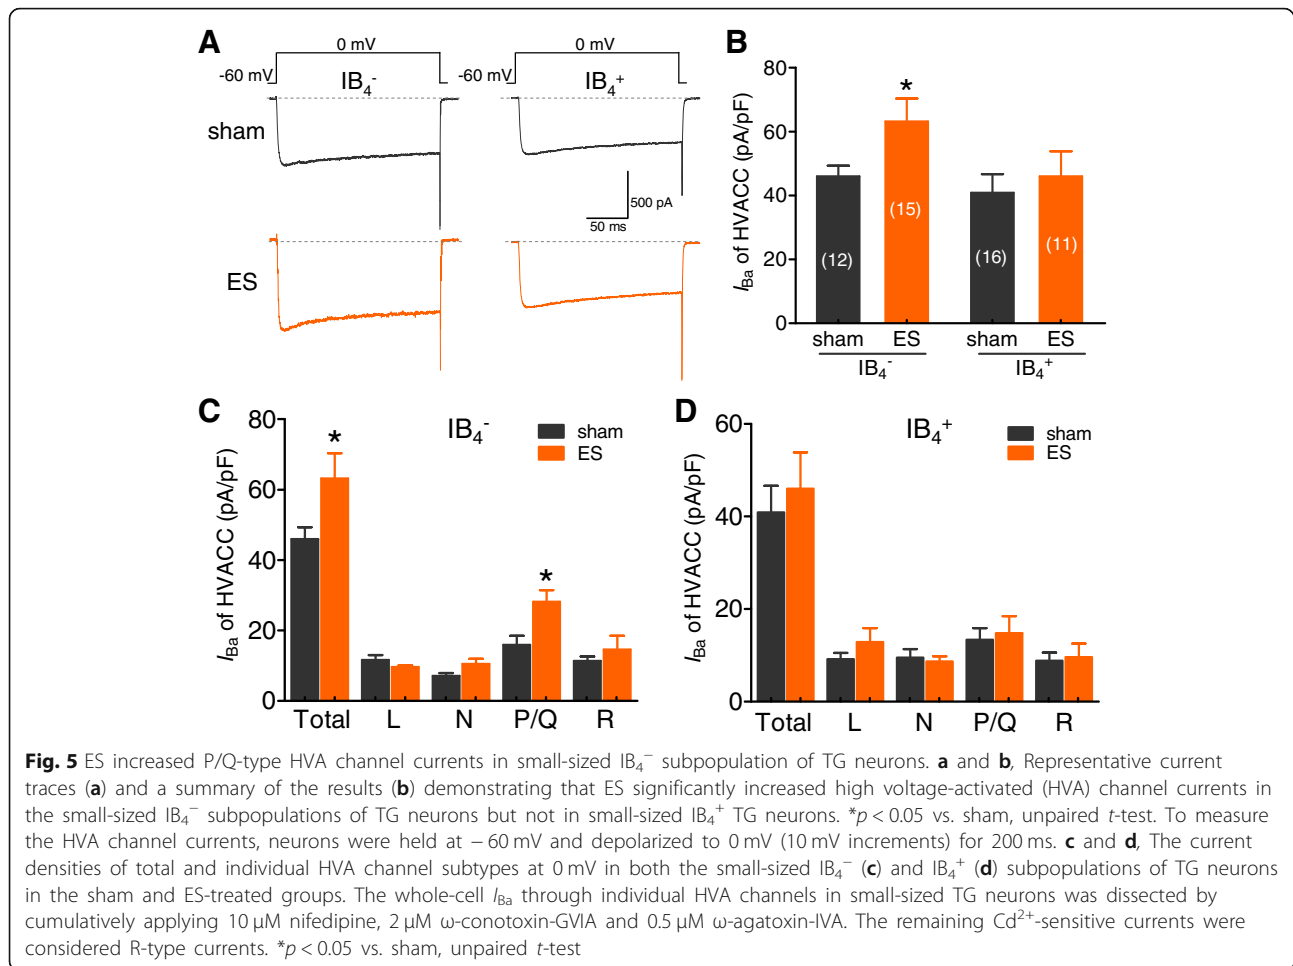 A
0 mV
0 mV
-60 mV
IB₄⁻
-60 mV
IB₄⁺
sham
500 pA
50 ms
ES
B
I_Ba of HVACC (pA/pF)
80
60
40
20
0
*
(12)
(15)
(16)
(11)
sham ES sham ES
IB₄⁻ IB₄⁺
C
I_Ba of HVACC (pA/pF)
80
60
40
20
0
IB₄⁻
sham
ES
*
*
Total L N P/Q R
D
I_Ba of HVACC (pA/pF)
60
40
20
0
IB₄⁺
sham
ES
Total L N P/Q R
Fig. 5 ES increased P/Q-type HVA channel currents in small-sized IB₄⁻ subpopulation of TG neurons. a and b, Representative current
traces (a) and a summary of the results (b) demonstrating that ES significantly increased high voltage-activated (HVA) channel currents in
the small-sized IB₄⁻ subpopulations of TG neurons but not in small-sized IB₄⁺ TG neurons. *p < 0.05 vs. sham, unpaired t-test. To measure
the HVA channel currents, neurons were held at − 60 mV and depolarized to 0 mV (10 mV increments) for 200 ms. c and d, The current
densities of total and individual HVA channel subtypes at 0 mV in both the small-sized IB₄⁻ (c) and IB₄⁺ (d) subpopulations of TG neurons
in the sham and ES-treated groups. The whole-cell I_Ba through individual HVA channels in small-sized TG neurons was dissected by
cumulatively applying 10 μM nifedipine, 2 μM ω-conotoxin-GVIA and 0.5 μM ω-agatoxin-IVA. The remaining Cd²⁺-sensitive currents were
considered R-type currents. *p < 0.05 vs. sham, unpaired t-test